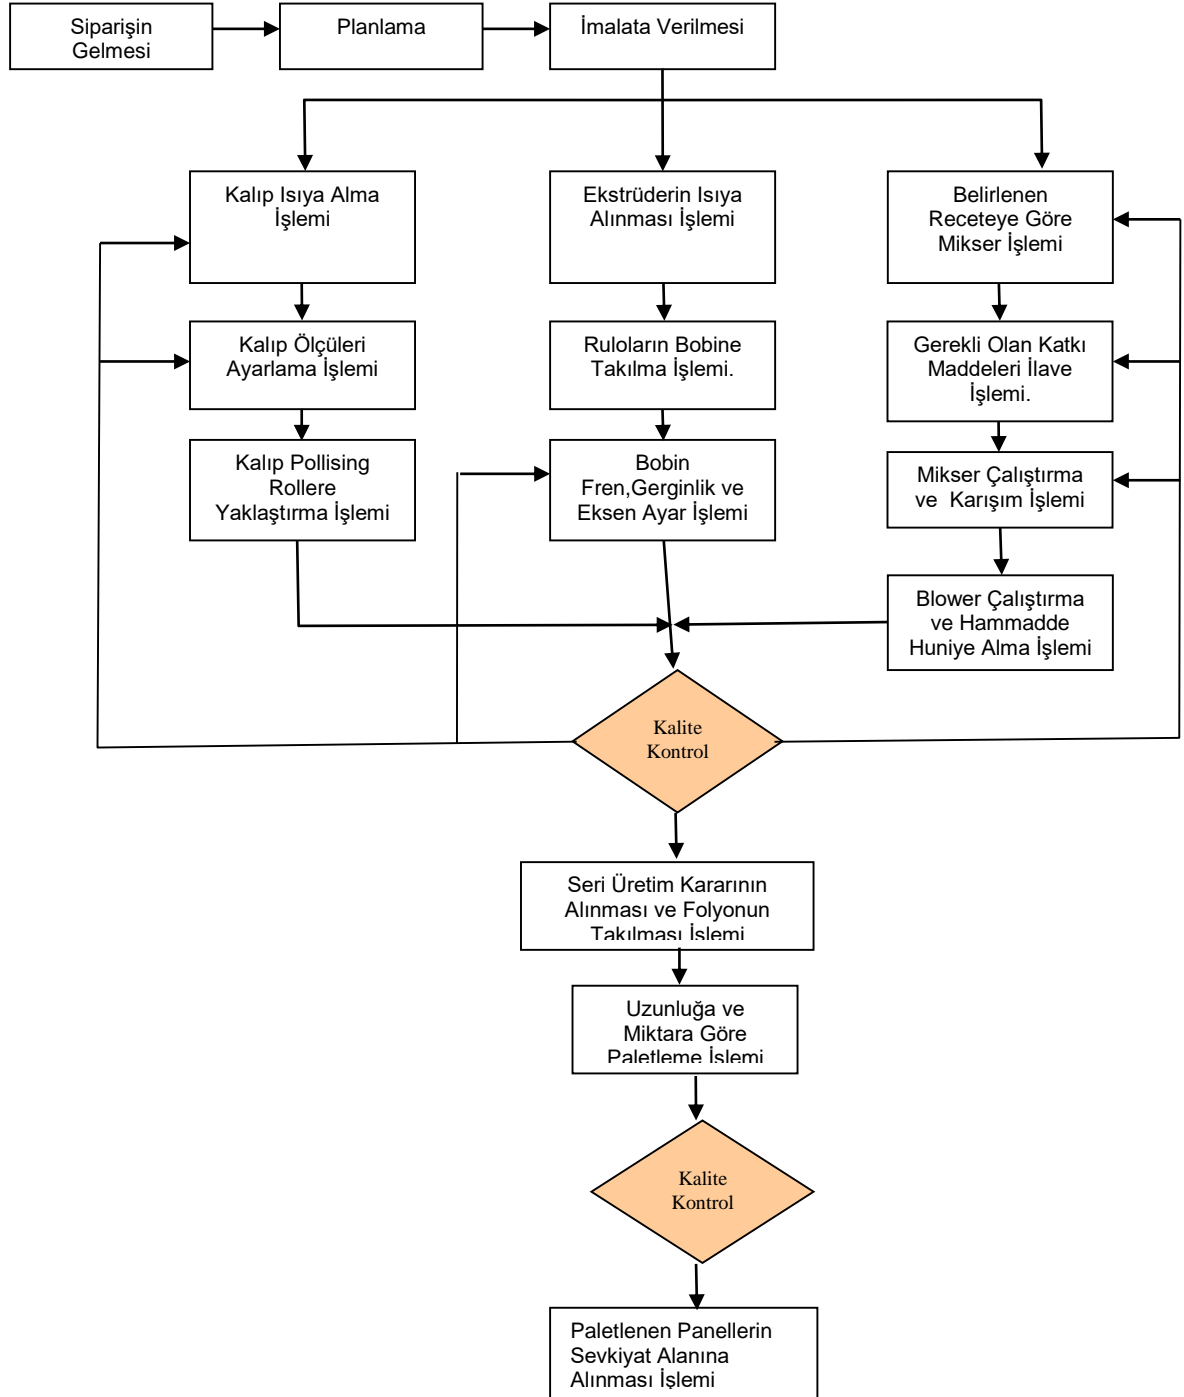 Siparişin
Gelmesi
Planlama
İmalata Verilmesi
Kalıp Isıya Alma
İşlemi
Ekstrüderin Isıya
Alınması İşlemi
Belirlenen
Receteye Göre
Mikser İşlemi
Kalıp Ölçüleri
Ayarlama İşlemi
Ruloların Bobine
Takılma İşlemi.
Gerekli Olan Katkı
Maddeleri İlave
İşlemi.
Kalıp Pollising
Rollere
Yaklaştırma İşlemi
Bobin
Fren,Gerginlik ve
Eksen Ayar İşlemi
Mikser Çalıştırma
ve Karışım İşlemi
Blower Çalıştırma
ve Hammadde
Huniye Alma İşlemi
Kalite
Kontrol
Seri Üretim Kararının
Alınması ve Folyonun
Takılması İşlemi
Uzunluğa ve
Miktara Göre
Paletleme İşlemi
Kalite
Kontrol
Paletlenen Panellerin
Sevkiyat Alanına
Alınması İşlemi